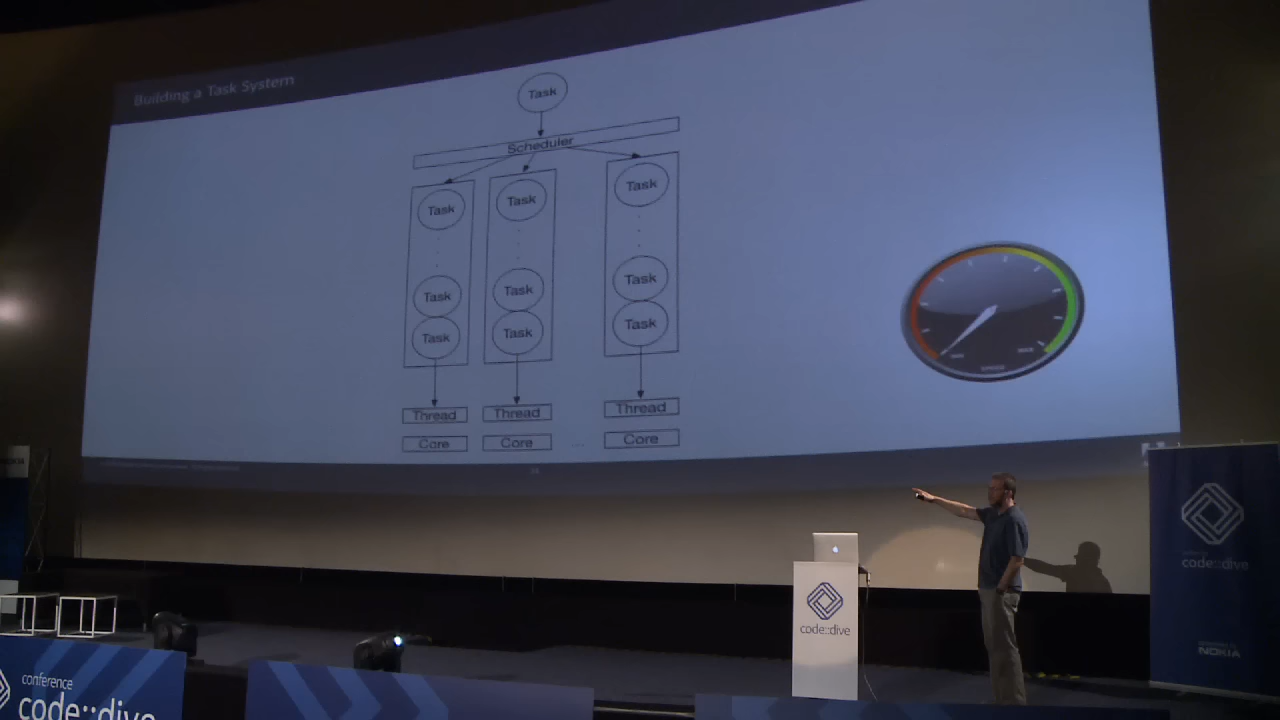 Building a Task System
Task
Scheduler
Task Task Task
Task Task Task
Task Task Task
Thread Thread Thread
Core Core ... Core
code::dive
code::dive
NOKIA
conference
code::dive